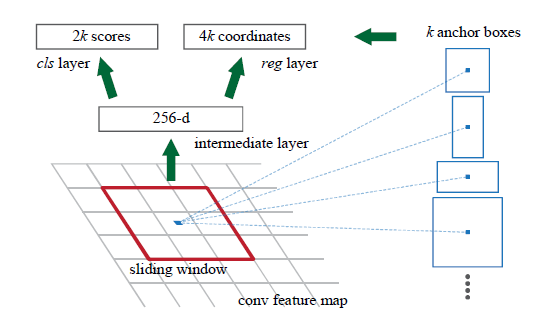 2k scores
4k coordinates
k anchor boxes
cls layer
reg layer
256-d
intermediate layer
sliding window
conv feature map